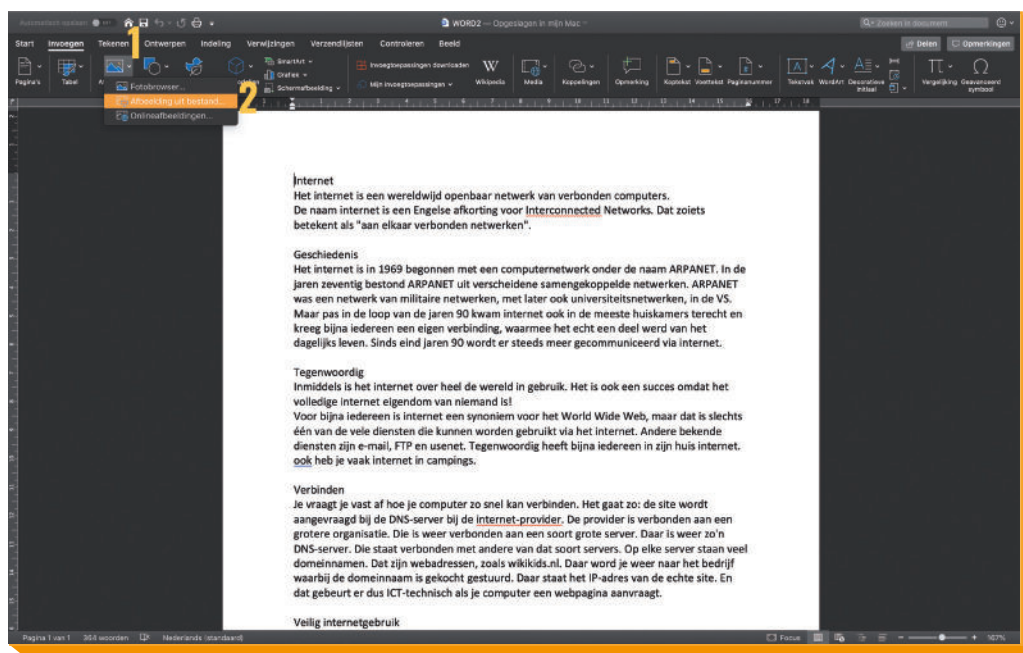 Automatisch opslaan
WORD2 — Opgeslagen in mijn Mac
Zoeken in document
Start Invoegen Tekenen Ontwerpen Indeling Verwijzingen Verzendlijsten Controleren Beeld
Delen Opmerkingen
1
Pagina's Tabel
SmartArt
Grafiek
Schermafbeelding
Invoegtoepassingen downloaden
Mijn invoegtoepassingen
Wikipedia Media Koppelingen Opmerking Koptekst Voettekst Paginanummer Tekstvak WordArt Decoratieve initiaal Vergelijking Geavanceerd symbool
Fotobrowser...
Afbeelding uit bestand...
Onlineafbeeldingen...
2
Internet
Het internet is een wereldwijd openbaar netwerk van verbonden computers.
De naam internet is een Engelse afkorting voor Interconnected Networks. Dat zoiets
betekent als "aan elkaar verbonden netwerken".
Geschiedenis
Het internet is in 1969 begonnen met een computernetwerk onder de naam ARPANET. In de
jaren zeventig bestond ARPANET uit verscheidene samengekoppelde netwerken. ARPANET
was een netwerk van militaire netwerken, met later ook universiteitsnetwerken, in de VS.
Maar pas in de loop van de jaren 90 kwam internet ook in de meeste huiskamers terecht en
kreeg bijna iedereen een eigen verbinding, waarmee het echt een deel werd van het
dagelijks leven. Sinds eind jaren 90 wordt er steeds meer gecommuniceerd via internet.
Tegenwoordig
Inmiddels is het internet over heel de wereld in gebruik. Het is ook een succes omdat het
volledige internet eigendom van niemand is!
Voor bijna iedereen is internet een synoniem voor het World Wide Web, maar dat is slechts
één van de vele diensten die kunnen worden gebruikt via het internet. Andere bekende
diensten zijn e-mail, FTP en usenet. Tegenwoordig heeft bijna iedereen in zijn huis internet.
ook heb je vaak internet in campings.
Verbinden
Je vraagt je vast af hoe je computer zo snel kan verbinden. Het gaat zo: de site wordt
aangevraagd bij de DNS-server bij de internet-provider. De provider is verbonden aan een
grotere organisatie. Die is weer verbonden aan een soort grote server. Daar is weer zo'n
DNS-server. Die staat verbonden met andere van dat soort servers. Op elke server staan veel
domeinnamen. Dat zijn webadressen, zoals wikikids.nl. Daar word je weer naar het bedrijf
waarbij de domeinnaam is gekocht gestuurd. Daar staat het IP-adres van de echte site. En
dat gebeurt er dus ICT-technisch als je computer een webpagina aanvraagt.
Veilig internetgebruik
Pagina 1 van 1 364 woorden Nederlands (standaard)
Focus
167%